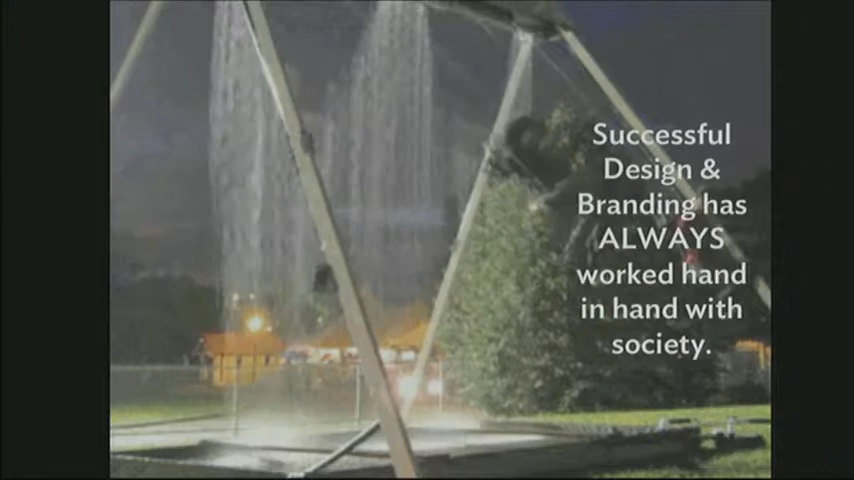 Successful
Design &
Branding has
ALWAYS
worked hand
in hand with
society.